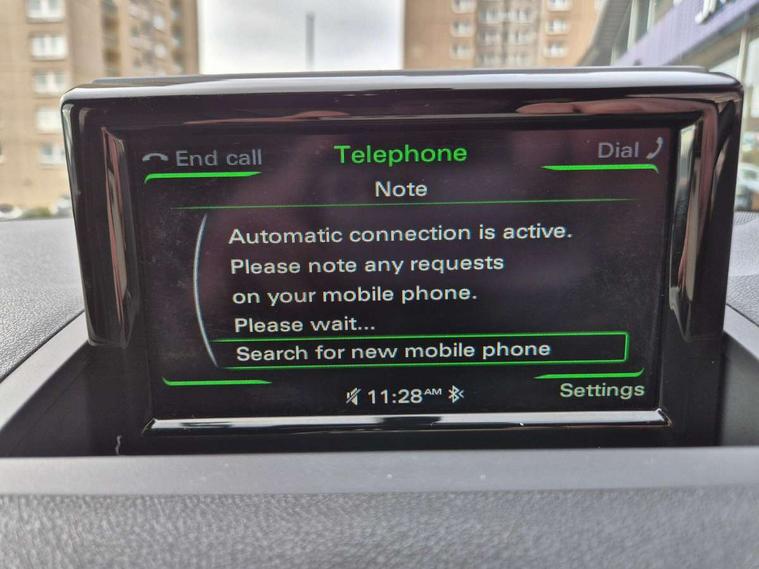 End call Telephone Dial
Note
Automatic connection is active.
Please note any requests
on your mobile phone.
Please wait...
Search for new mobile phone
11:28AM Settings